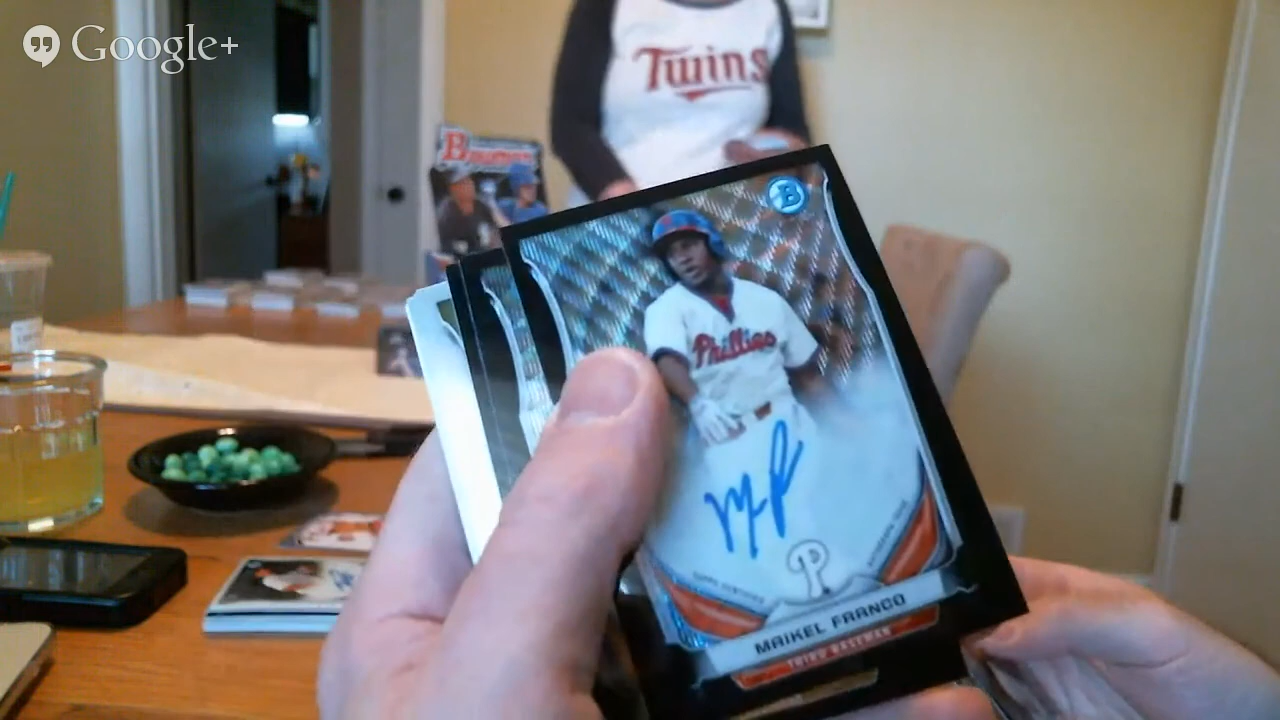 Google+
Twins
Bowman
B
Phillies
P
MAIKEL FRANCO
THIRD BASEMAN